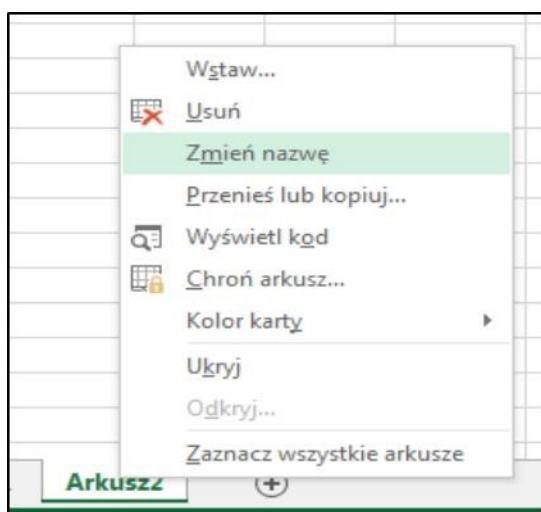 Wstaw...
Usuń
Zmień nazwę
Przenieś lub kopiuj...
Wyświetl kod
Chroń arkusz...
Kolor karty
Ukryj
Odkryj...
Zaznacz wszystkie arkusze
Arkusz2